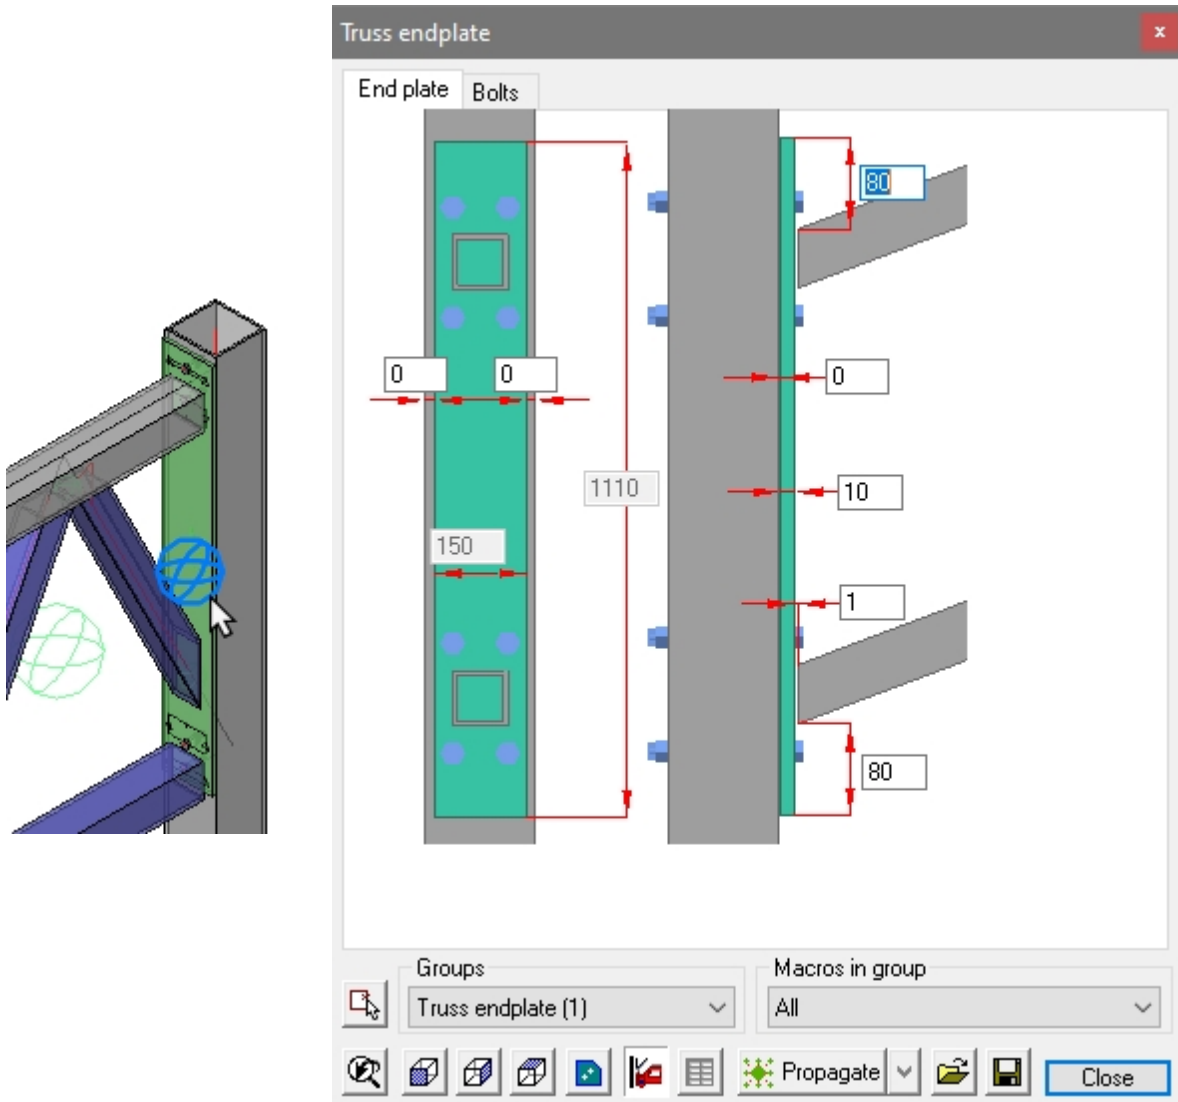 Truss endplate
x
End plate
Bolts
80
0
0
0
1110
10
150
1
80
Groups
Macros in group
Truss endplate (1)
All
Propagate
Close